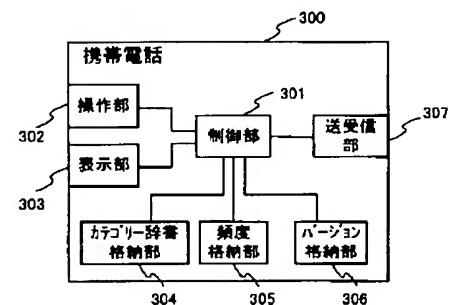 300
携帯電話
301
操作部
302
制御部
送受信
部
307
表示部
303
カテゴリー辞書
格納部
頻度
格納部
バージョン
格納部
304
305
306